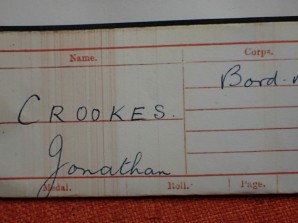 Name. Corps.
Bord.
CROOKES.
Jonathan
Medal. Roll. Page.